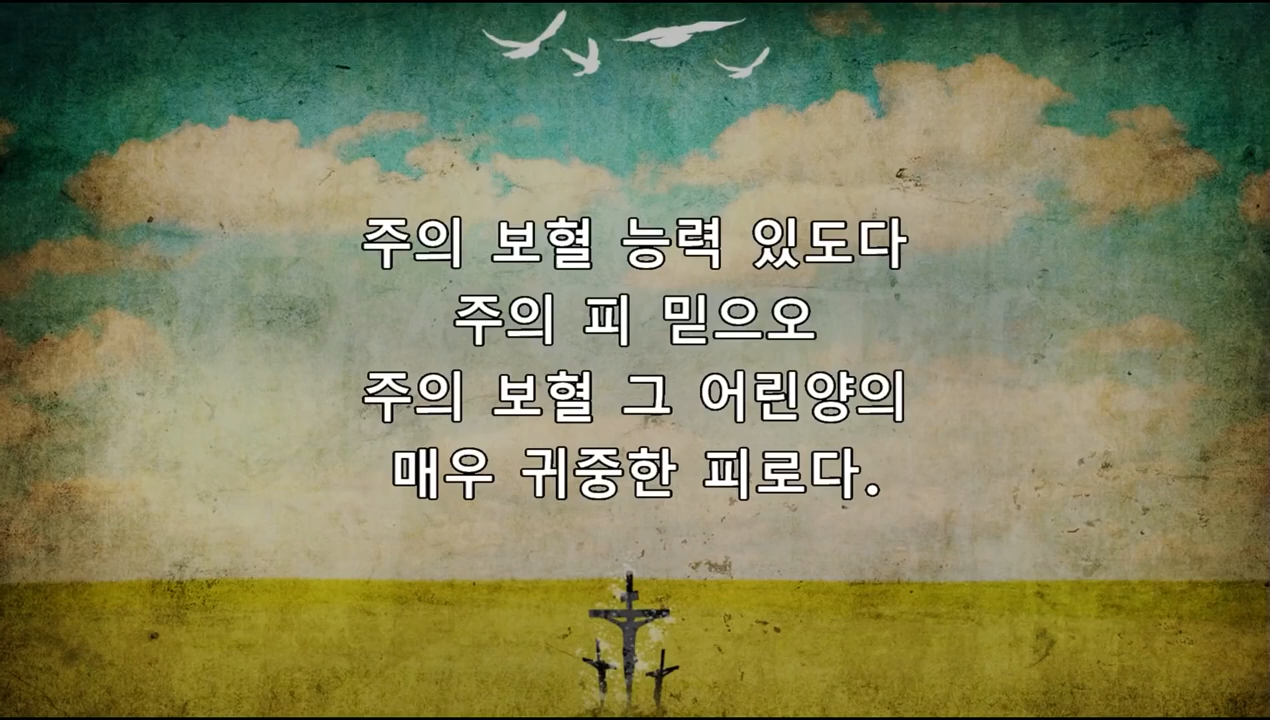 주의 보혈 능력 있도다
주의 피 믿으오
주의 보혈 그 어린양의
매우 귀중한 피로다.